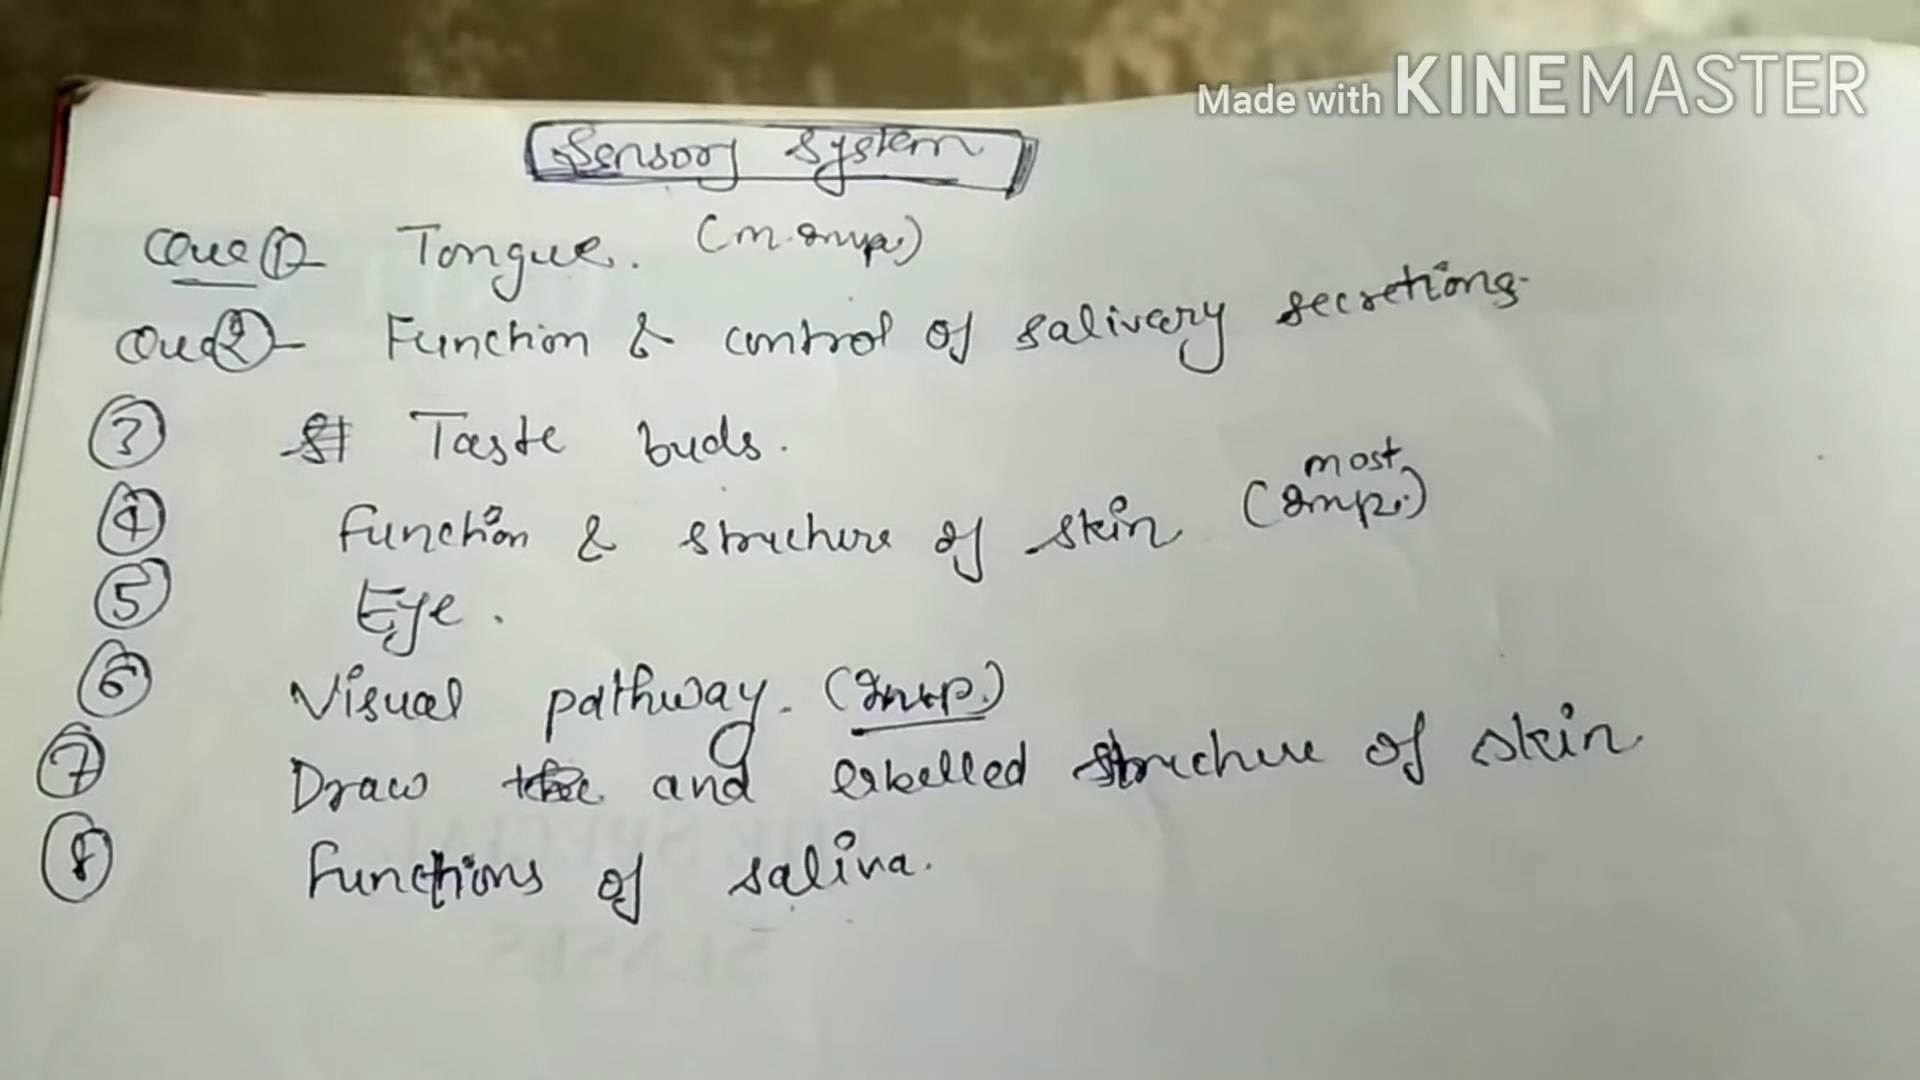 Made with KINEMASTER
Sensory system
Que ① Tongue. (m.imp.)
Que ② Function & control of salivary secretions.
③ Taste buds.
④ Function & structure of skin (most imp.)
⑤ Eye.
⑥ Visual pathway. (Imp.)
⑦ Draw and labelled structure of skin
⑧ Functions of saliva.